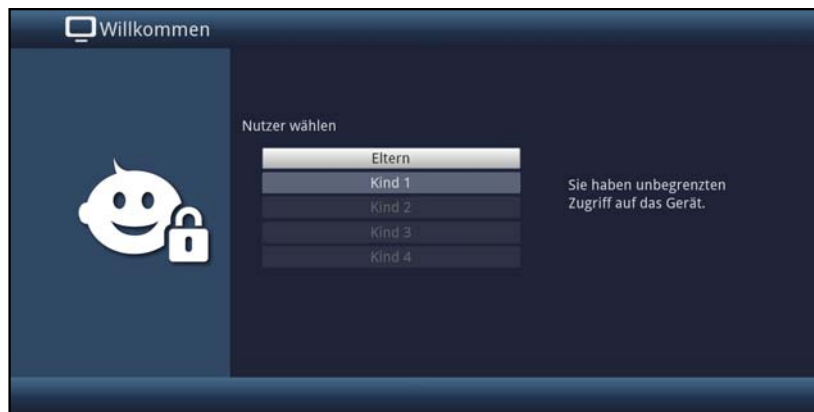 Willkommen
Nutzer wählen
Eltern
Kind 1
Kind 2
Kind 3
Kind 4
Sie haben unbegrenzten
Zugriff auf das Gerät.